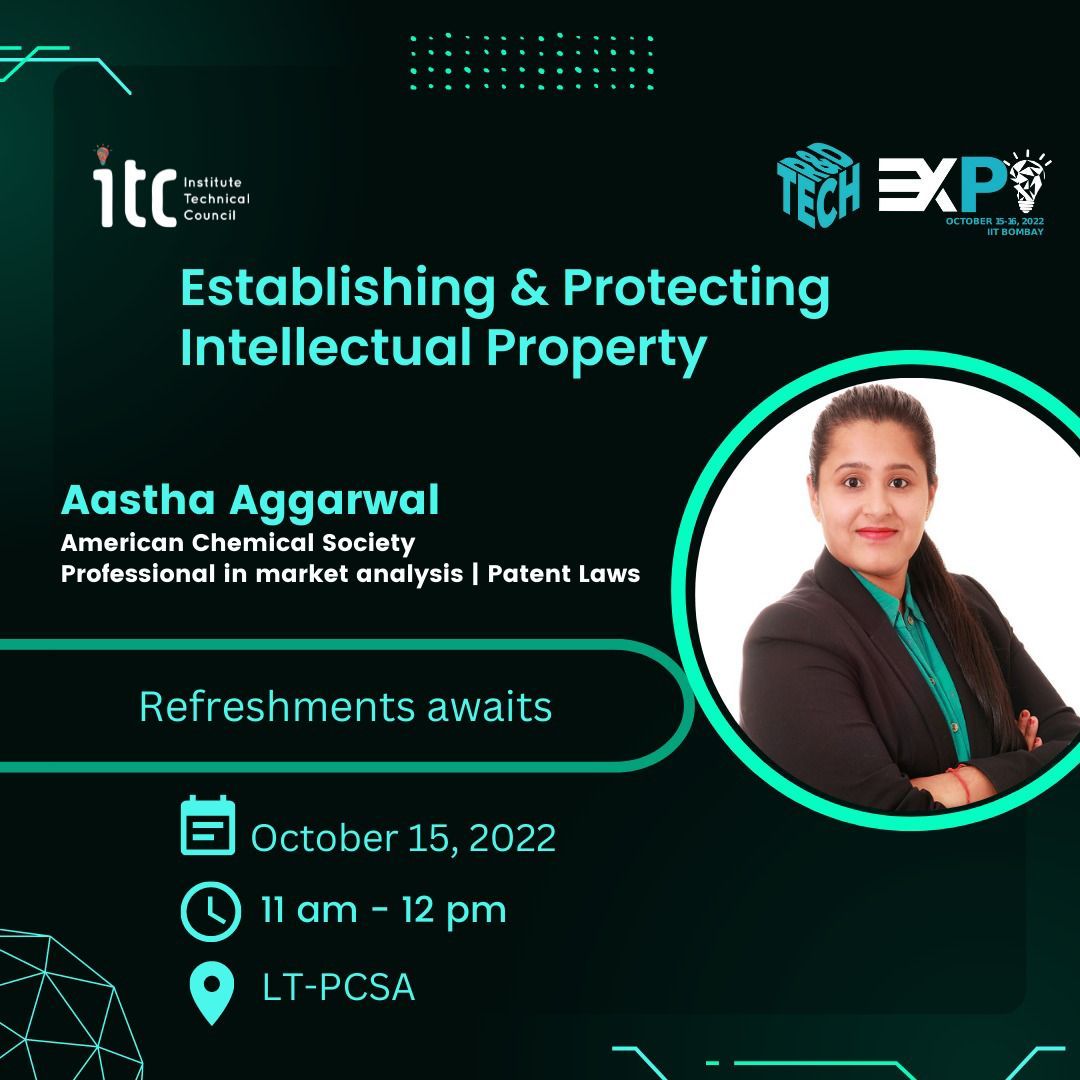 itc Institute
Technical
Council
R&D
TECH
EXPO
OCTOBER 15-16, 2022
IIT BOMBAY
Establishing & Protecting
Intellectual Property
Aastha Aggarwal
American Chemical Society
Professional in market analysis | Patent Laws
Refreshments awaits
October 15, 2022
11 am - 12 pm
LT-PCSA